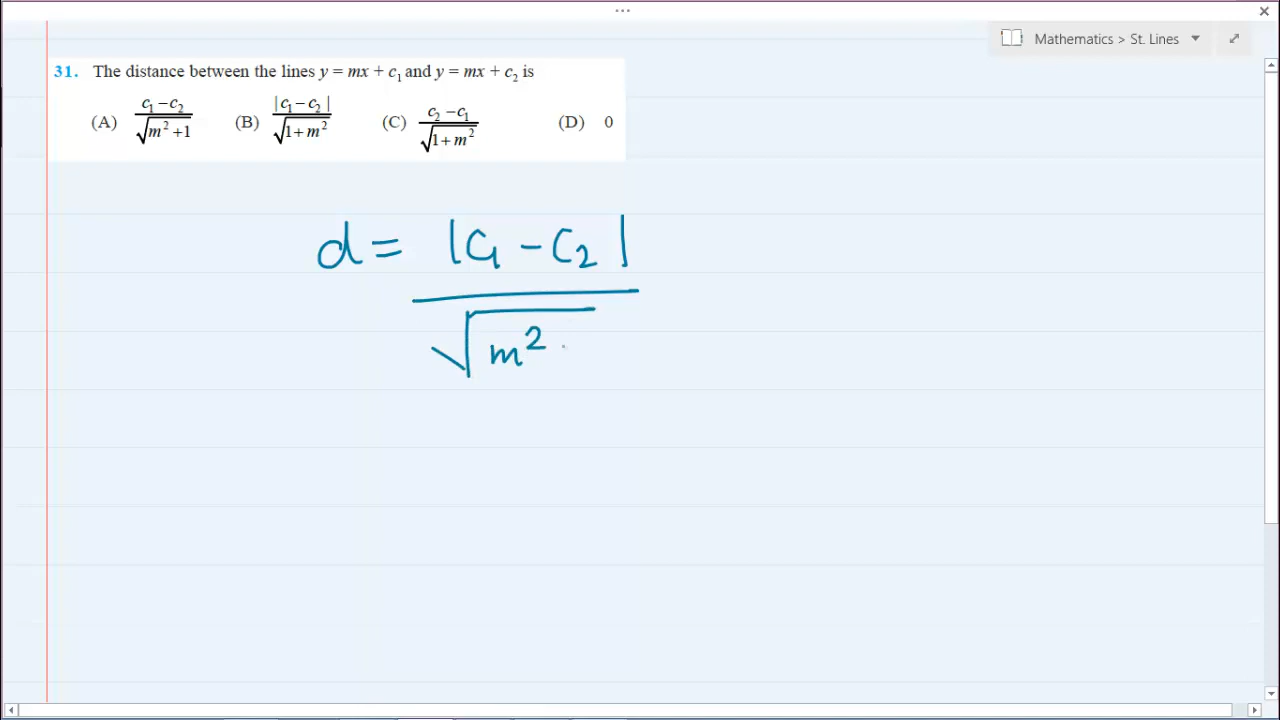 Mathematics > St. Lines
31. The distance between the lines y = mx + c₁ and y = mx + c₂ is
(A) (c₁ − c₂)/√(m² + 1) (B) |c₁ − c₂|/√(1 + m²) (C) (c₂ − c₁)/√(1 + m²) (D) 0
d = |c₁ − c₂|
√m²